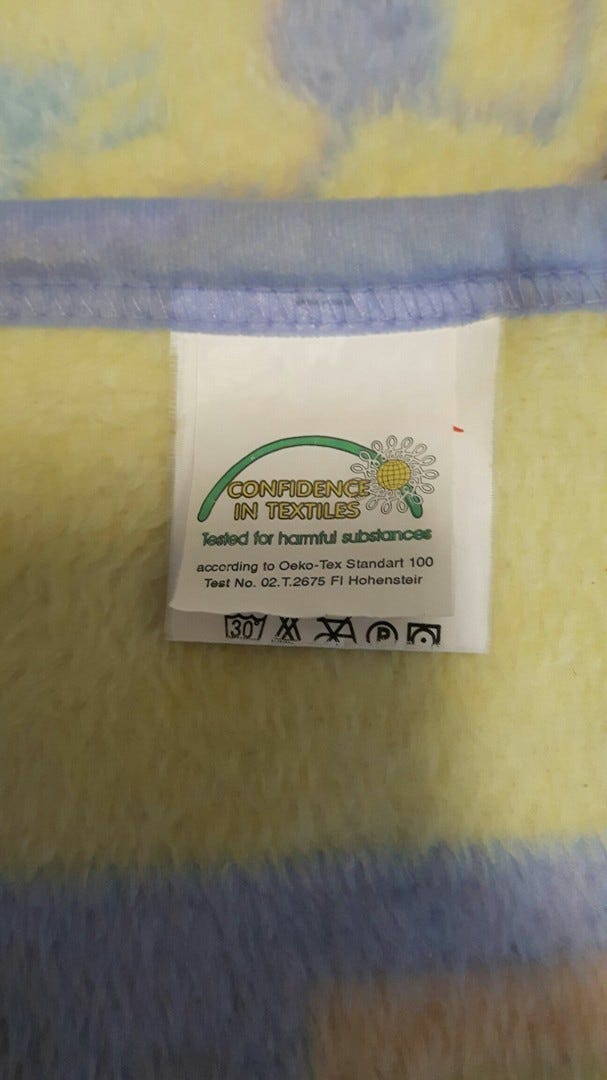 CONFIDENCE
IN TEXTILES
Tested for harmful substances
according to Oeko-Tex Standart 100
Test No. 02.T.2675 FI Hohensteir
30°
P